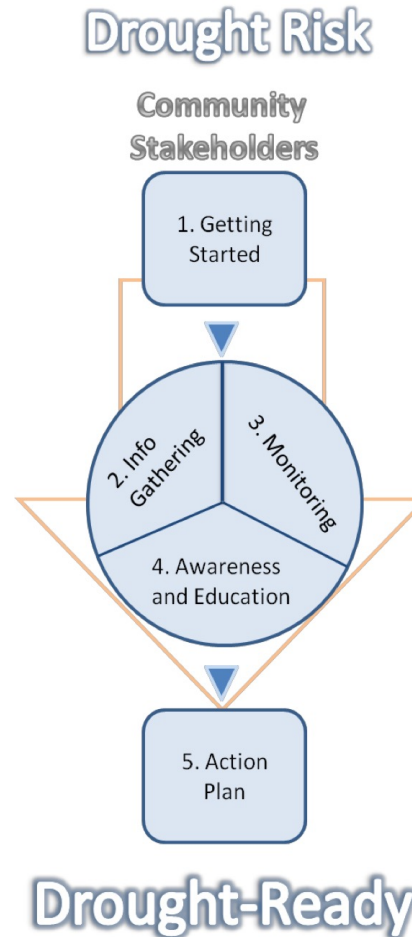 Drought Risk
Community
Stakeholders
1. Getting
Started
2. Info
Gathering
3. Monitoring
4. Awareness
and Education
5. Action
Plan
Drought-Ready